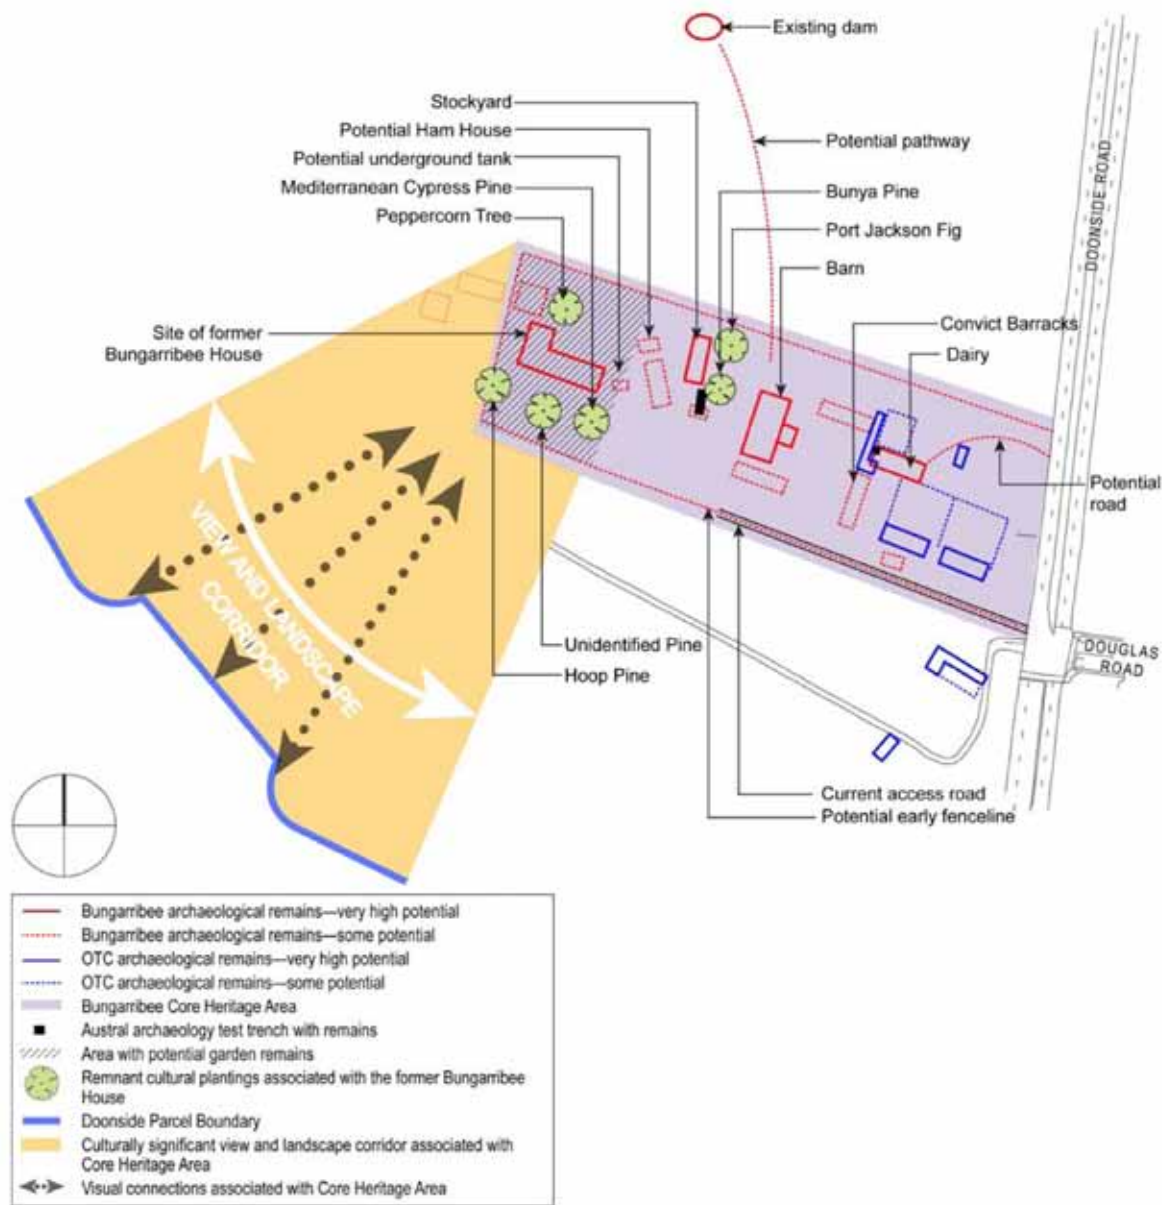 Existing dam
Stockyard
Potential Ham House
Potential pathway
Potential underground tank
Mediterranean Cypress Pine
Bunya Pine
Peppercorn Tree
Port Jackson Fig
Barn
DOONSIDE ROAD
Site of former
Bungarribee House
Convict Barracks
Dairy
Potential
road
VIEW AND LANDSCAPE
CORRIDOR
Unidentified Pine
Hoop Pine
DOUGLAS
ROAD
Current access road
Potential early fenceline
Bungarribee archaeological remains—very high potential
Bungarribee archaeological remains—some potential
OTC archaeological remains—very high potential
OTC archaeological remains—some potential
Bungarribee Core Heritage Area
Austral archaeology test trench with remains
Area with potential garden remains
Remnant cultural plantings associated with the former Bungarribee
House
Doonside Parcel Boundary
Culturally significant view and landscape corridor associated with
Core Heritage Area
Visual connections associated with Core Heritage Area